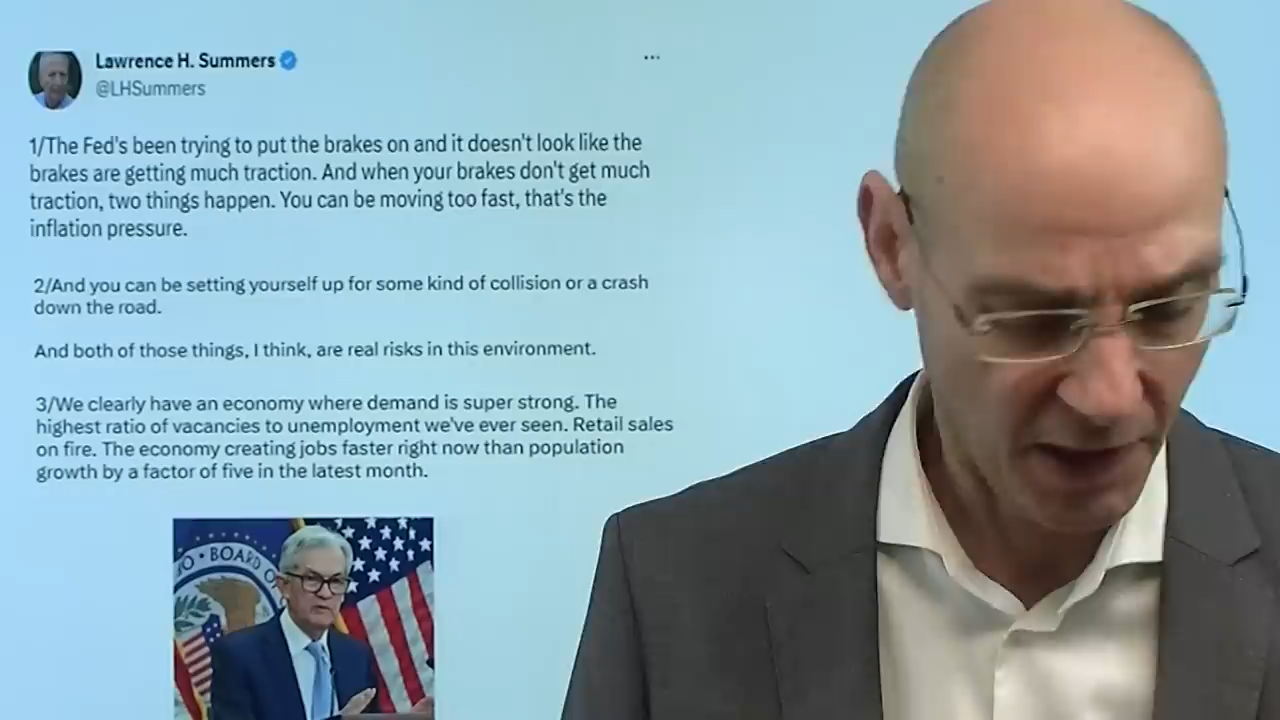 Lawrence H. Summers
@LHSummers
1/The Fed's been trying to put the brakes on and it doesn't look like the
brakes are getting much traction. And when your brakes don't get much
traction, two things happen. You can be moving too fast, that's the
inflation pressure.
2/And you can be setting yourself up for some kind of collision or a crash
down the road.
And both of those things, I think, are real risks in this environment.
3/We clearly have an economy where demand is super strong. The
highest ratio of vacancies to unemployment we've ever seen. Retail sales
on fire. The economy creating jobs faster right now than population
growth by a factor of five in the latest month.
BOARD O